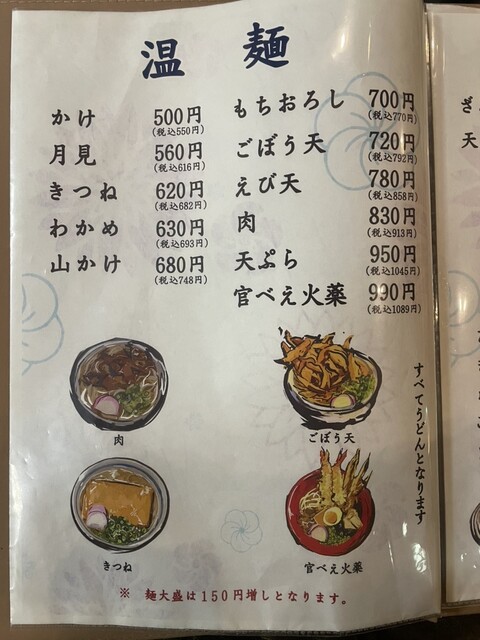 温 麺
かけ 500円
(税込550円)
月見 560円
(税込616円)
きつね 620円
(税込682円)
わかめ 630円
(税込693円)
山かけ 680円
(税込748円)
もちおろし 700円
(税込770円)
ごぼう天 720円
(税込792円)
えび天 780円
(税込858円)
肉 830円
(税込913円)
天ぷら 950円
(税込1045円)
官べえ火薬 990円
(税込1089円)
肉
ごぼう天
きつね
官べえ火薬
すべてうどんとなります
※ 麺大盛は150円増しとなります。
ざ
天